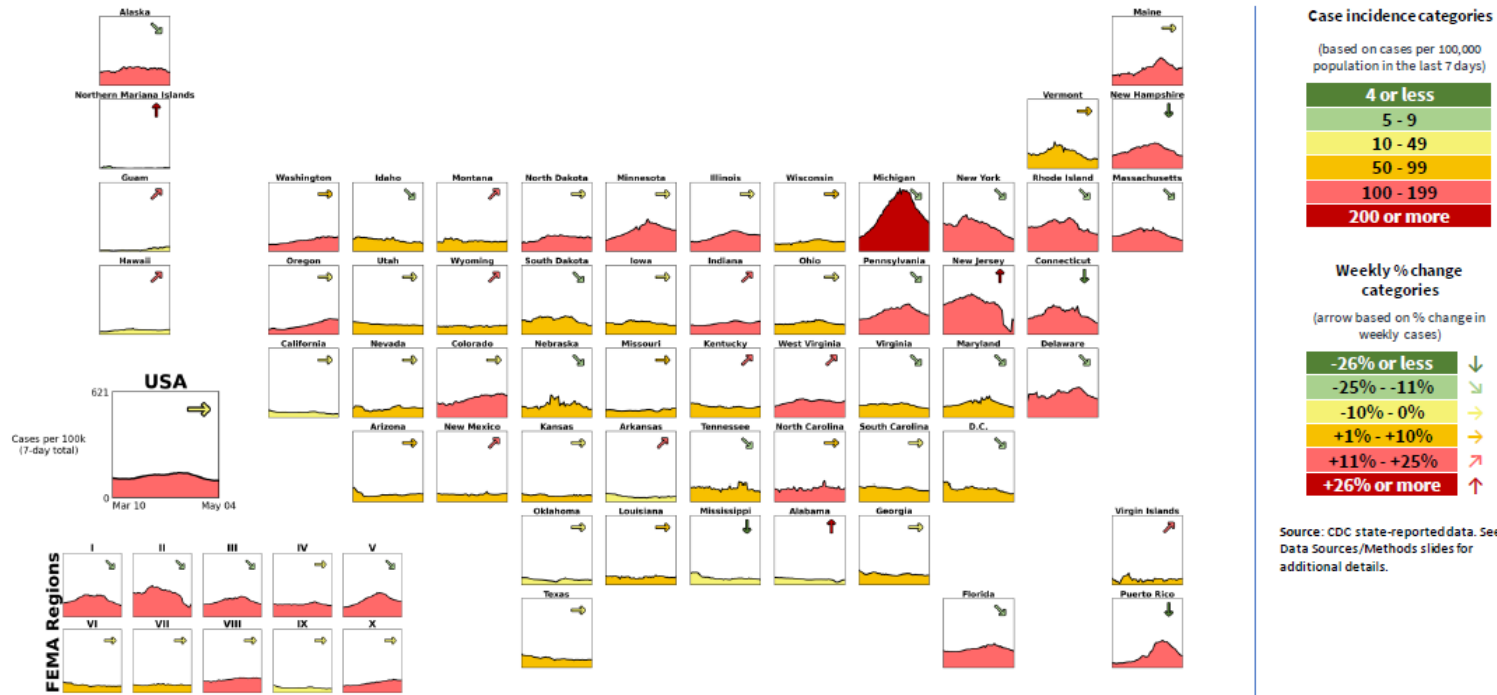 Alaska
Maine
Northern Mariana Islands
Vermont
New Hampshire
Guam
Washington
Idaho
Montana
North Dakota
Minnesota
Illinois
Wisconsin
Michigan
New York
Rhode Island
Massachusetts
Hawaii
Oregon
Utah
Wyoming
South Dakota
Iowa
Indiana
Ohio
Pennsylvania
New Jersey
Connecticut
California
Nevada
Colorado
Nebraska
Missouri
Kentucky
West Virginia
Virginia
Maryland
Delaware
USA
621
Cases per 100k
(7-day total)
0
Mar 10
May 04
Arizona
New Mexico
Kansas
Arkansas
Tennessee
North Carolina
South Carolina
D.C.
Oklahoma
Louisiana
Mississippi
Alabama
Georgia
Virgin Islands
Texas
Florida
Puerto Rico
FEMA Regions
I
II
III
IV
V
VI
VII
VIII
IX
X
Case incidence categories
(based on cases per 100,000
population in the last 7 days)
4 or less
5 - 9
10 - 49
50 - 99
100 - 199
200 or more
Weekly % change
categories
(arrow based on % change in
weekly cases)
-26% or less ↓
-25% - -11% ↘
-10% - 0% →
+1% - +10% →
+11% - +25% ↗
+26% or more ↑
Source: CDC state-reported data. See
Data Sources/Methods slides for
additional details.